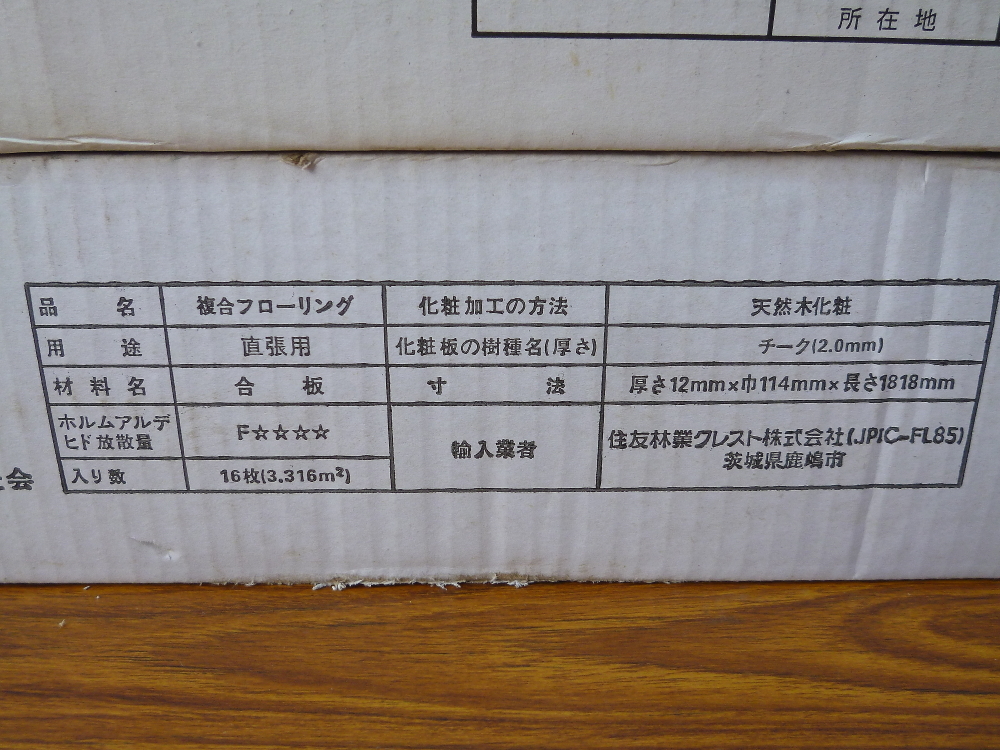 所在地
品名 複合フローリング 化粧加工の方法 天然木化粧
用途 直張用 化粧板の樹種名(厚さ) チーク(2.0mm)
材料名 合板 寸法 厚さ12mm×巾114mm×長さ1818mm
ホルムアルデ
ヒド放散量
F☆☆☆☆
輸入業者
住友林業クレスト株式会社(JPIC-FL85)
茨城県鹿嶋市
入り数 16枚(3.316m²)
会